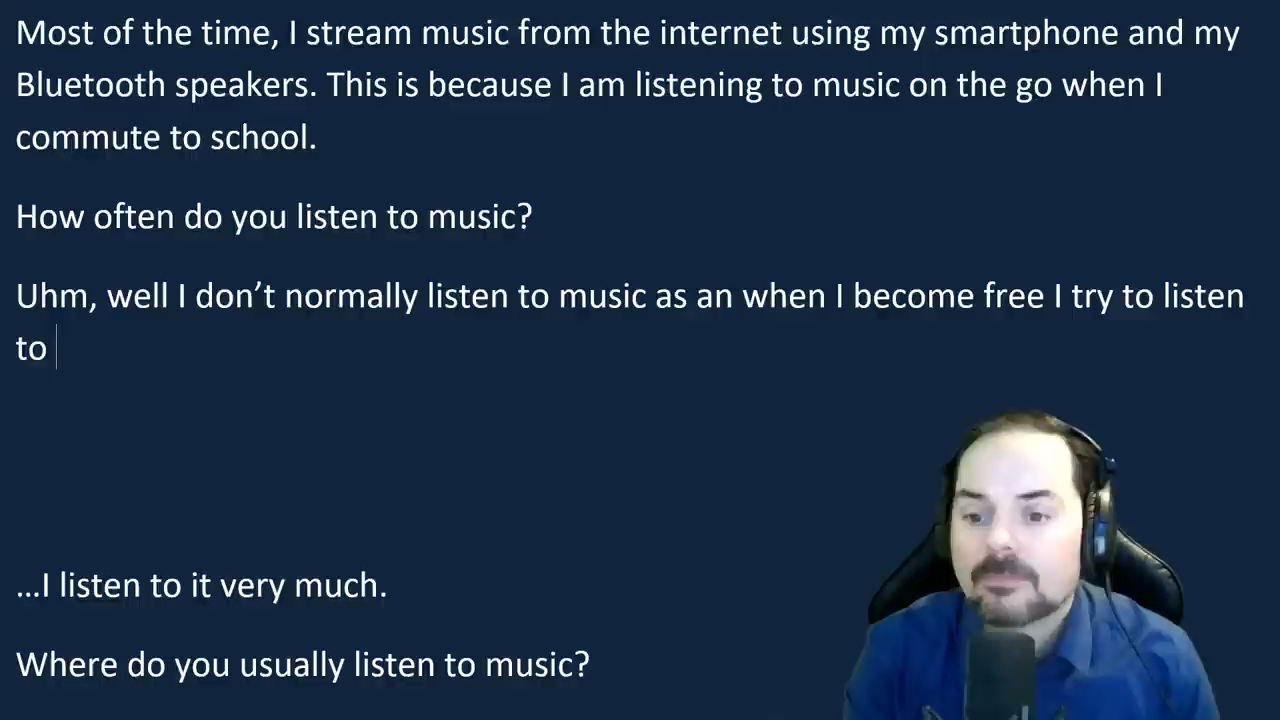 Most of the time, I stream music from the internet using my smartphone and my
Bluetooth speakers. This is because I am listening to music on the go when I
commute to school.
How often do you listen to music?
Uhm, well I don’t normally listen to music as an when I become free I try to listen
to
…I listen to it very much.
Where do you usually listen to music?